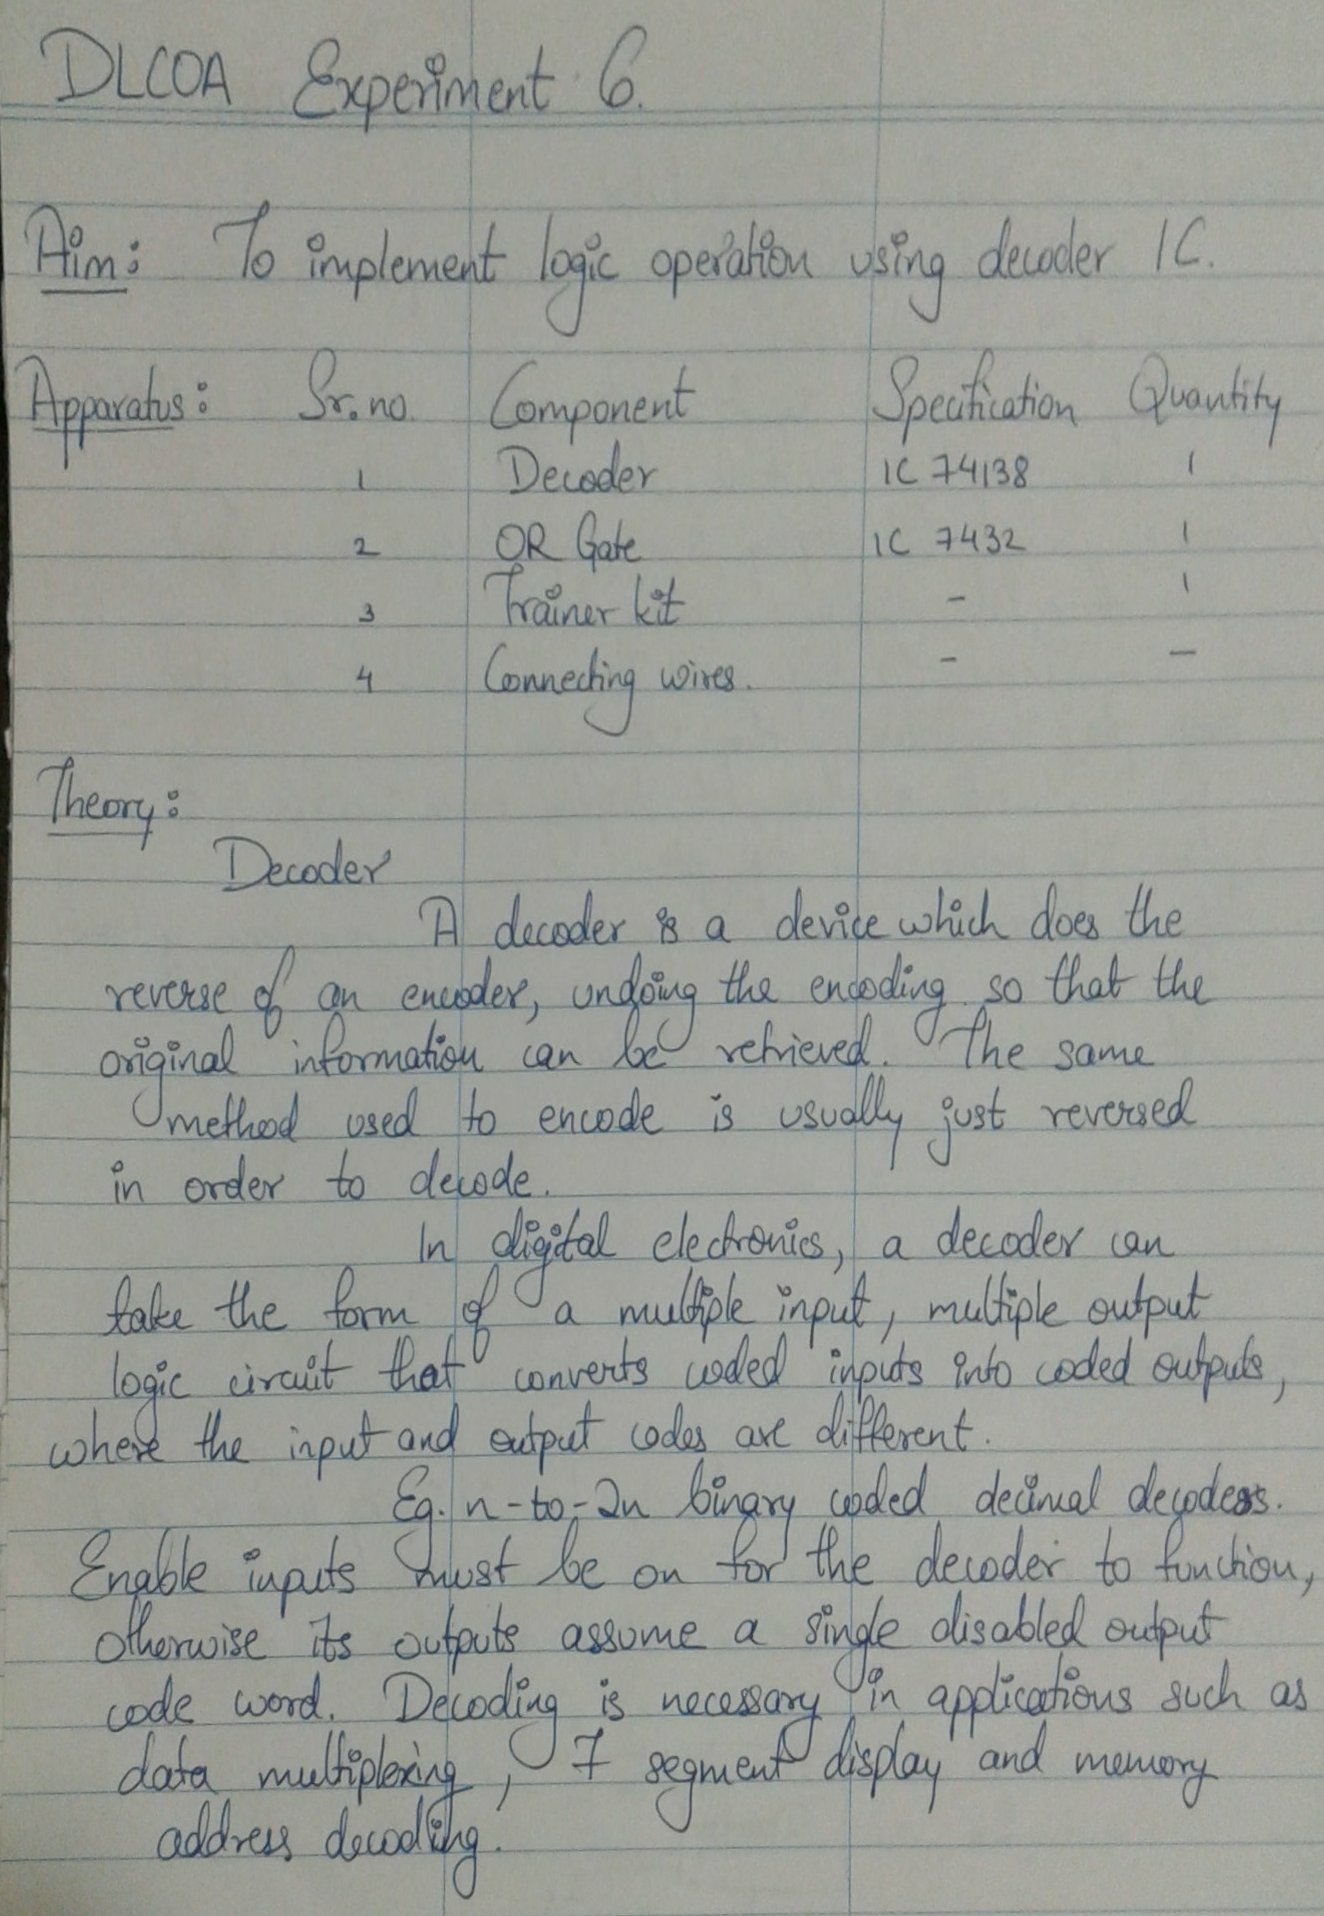 DLCOA Experiment 6.
Aim: To implement logic operation using decoder IC.
Apparatus: Sr. no. Component Specification Quantity
1 Decoder IC 74138 1
2 OR Gate IC 7432 1
3 Trainer kit - 1
4 Connecting wires. - -
Theory:
Decoder
A decoder is a device which does the
reverse of an encoder, undoing the encoding so that the
original information can be retrieved. The same
method used to encode is usually just reversed
in order to decode.
In digital electronics, a decoder can
take the form of a multiple input, multiple output
logic circuit that converts coded inputs into coded outputs,
where the input and output codes are different.
Eg. n-to-2n binary coded decimal decoders.
Enable inputs must be on for the decoder to function,
otherwise its outputs assume a single disabled output
code word. Decoding is necessary in applications such as
data multiplexing, 7 segment display and memory
address decoding.